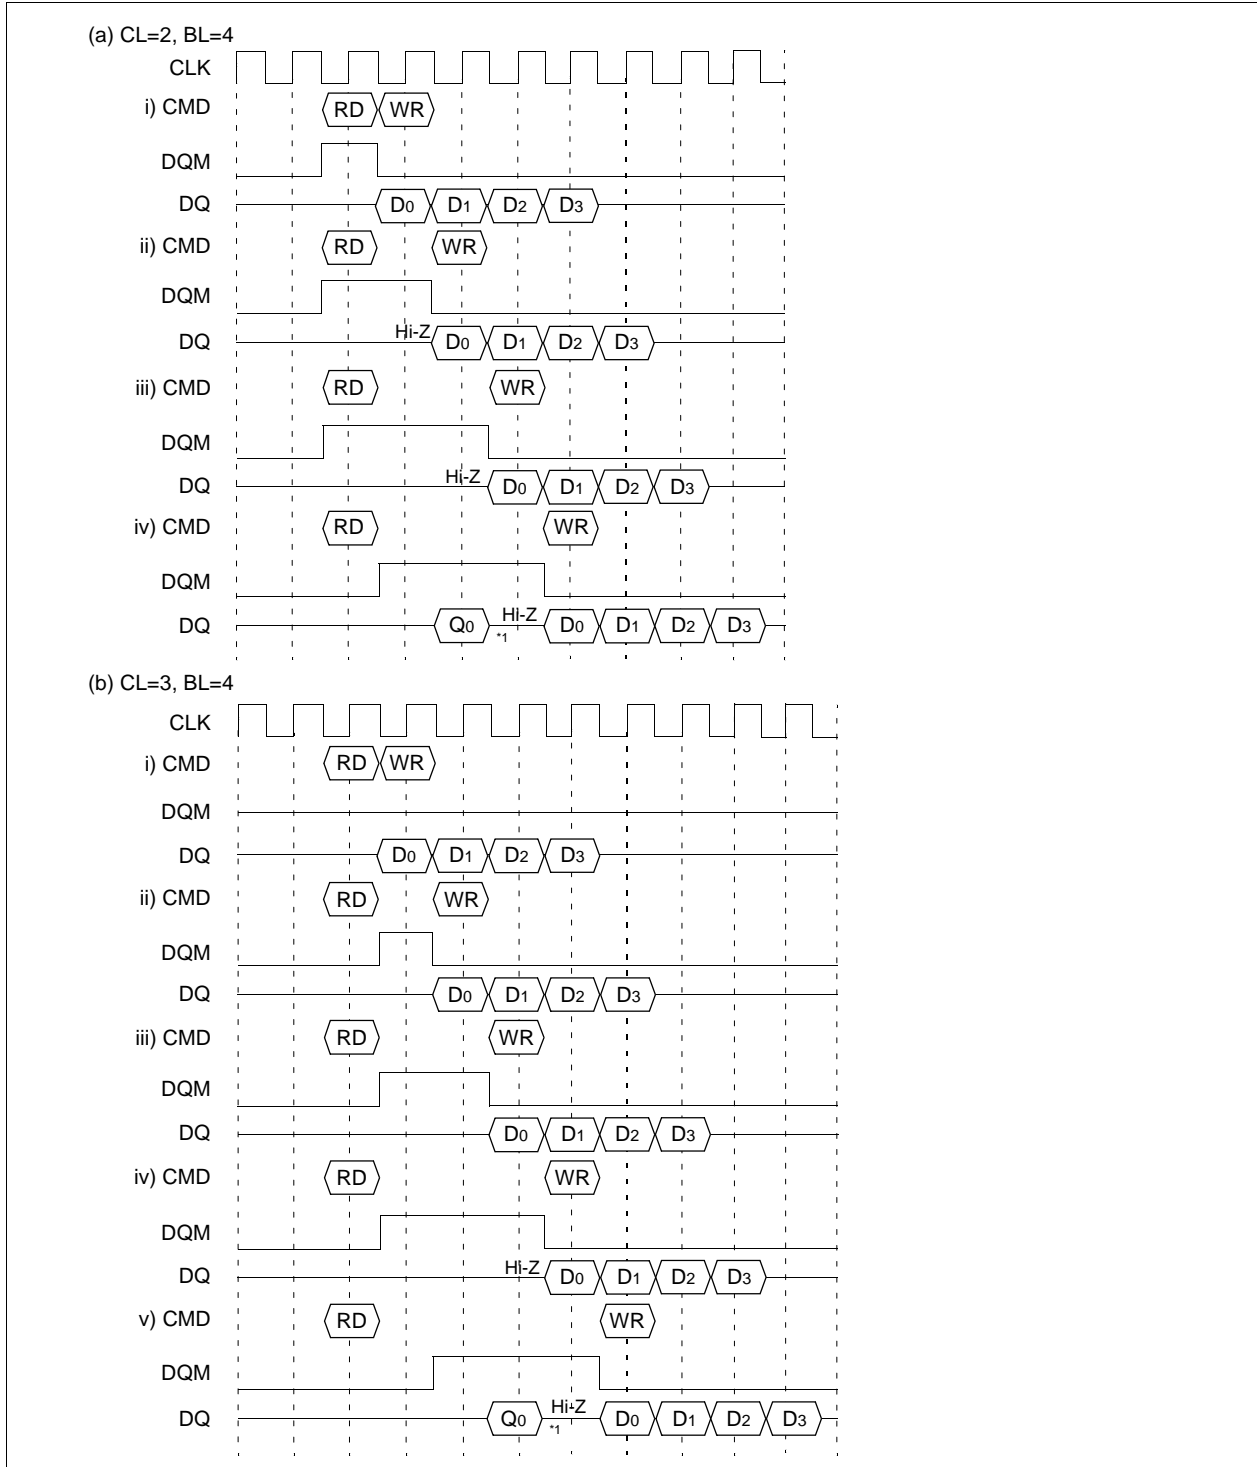 (a) CL=2, BL=4
CLK
i) CMD RD WR
DQM
DQ D0 D1 D2 D3
ii) CMD RD WR
DQM
DQ Hi-Z D0 D1 D2 D3
iii) CMD RD WR
DQM
DQ Hi-Z D0 D1 D2 D3
iv) CMD RD WR
DQM
DQ Q0 Hi-Z *1 D0 D1 D2 D3
(b) CL=3, BL=4
CLK
i) CMD RD WR
DQM
DQ D0 D1 D2 D3
ii) CMD RD WR
DQM
DQ D0 D1 D2 D3
iii) CMD RD WR
DQM
DQ D0 D1 D2 D3
iv) CMD RD WR
DQM
DQ Hi-Z D0 D1 D2 D3
v) CMD RD WR
DQM
DQ Q0 Hi-Z *1 D0 D1 D2 D3